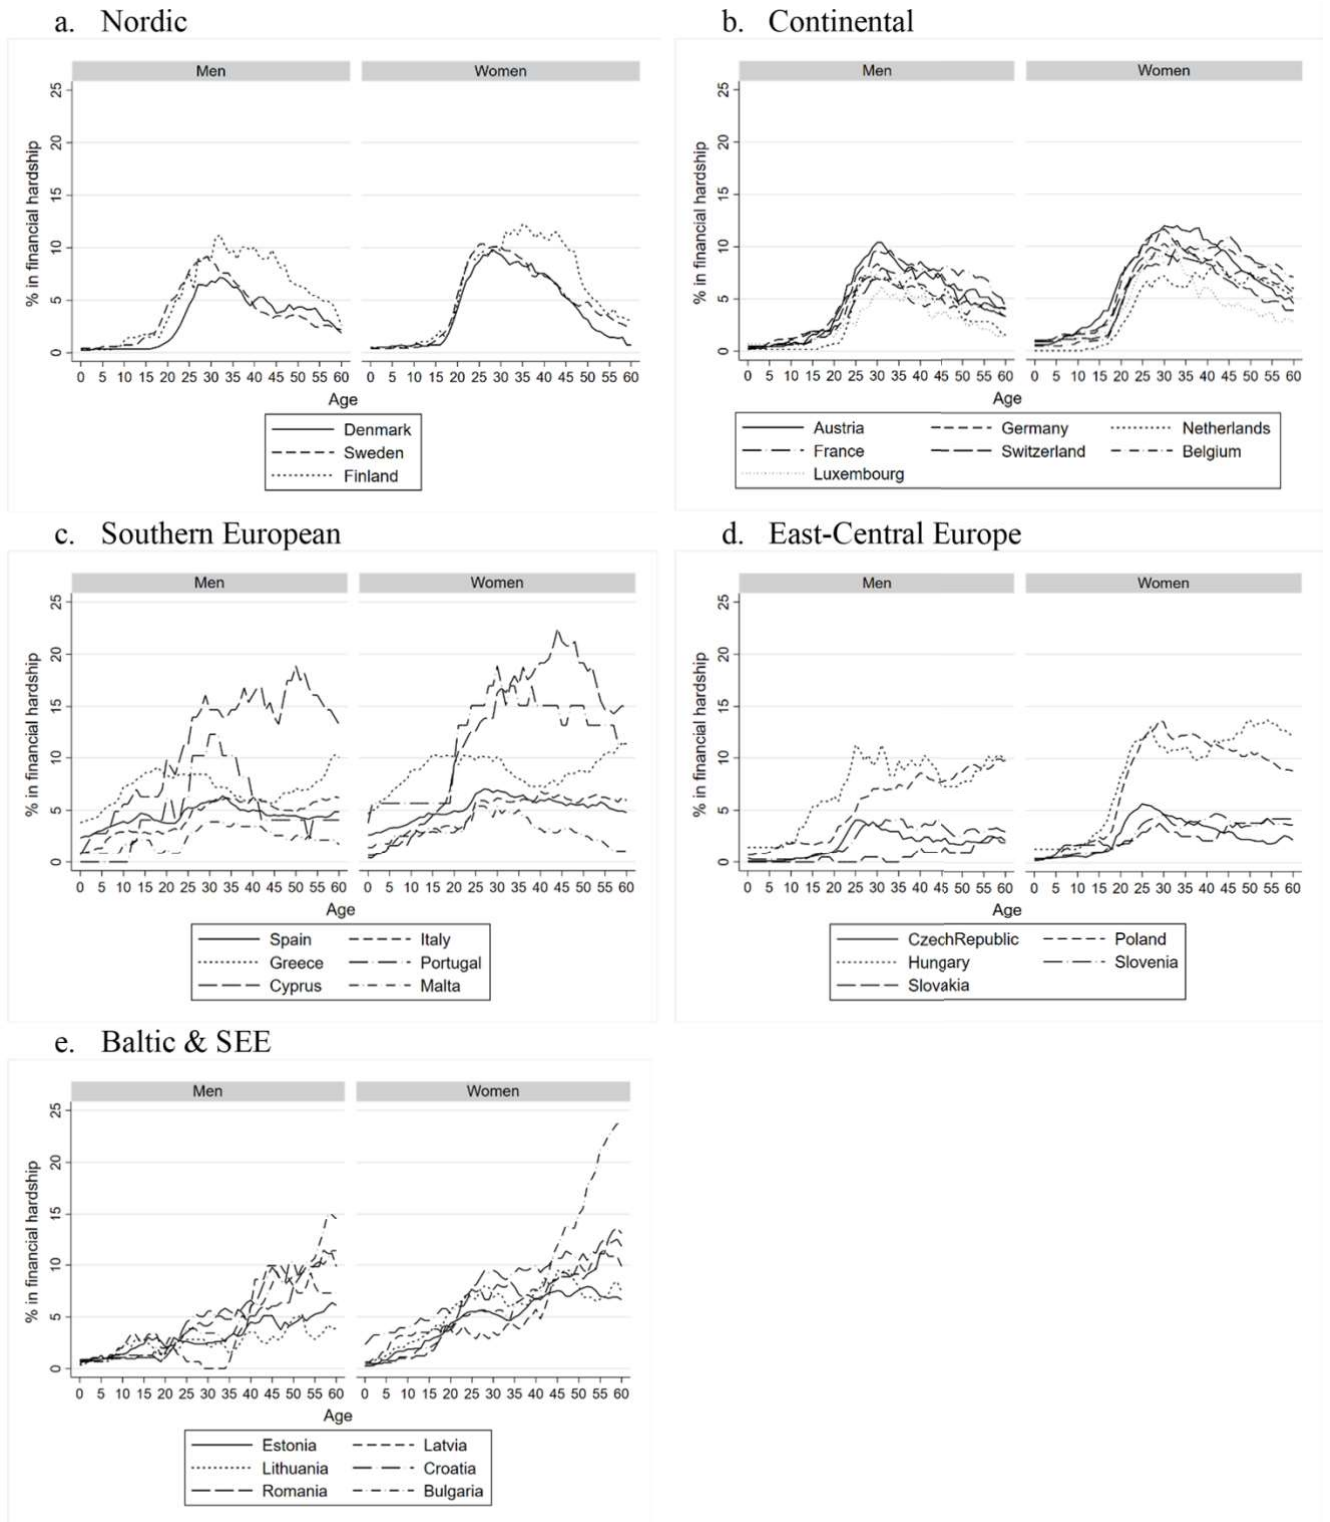 a. Nordic
Men
Women
% in financial hardship
25
20
15
10
5
0
0 5 10 15 20 25 30 35 40 45 50 55 60
0 5 10 15 20 25 30 35 40 45 50 55 60
Age
Denmark
Sweden
Finland
b. Continental
Men
Women
% in financial hardship
25
20
15
10
5
0
0 5 10 15 20 25 30 35 40 45 50 55 60
0 5 10 15 20 25 30 35 40 45 50 55 60
Age
Austria Germany Netherlands
France Switzerland Belgium
Luxembourg
c. Southern European
Men
Women
% in financial hardship
25
20
15
10
5
0
0 5 10 15 20 25 30 35 40 45 50 55 60
0 5 10 15 20 25 30 35 40 45 50 55 60
Age
Spain Italy
Greece Portugal
Cyprus Malta
d. East-Central Europe
Men
Women
% in financial hardship
25
20
15
10
5
0
0 5 10 15 20 25 30 35 40 45 50 55 60
0 5 10 15 20 25 30 35 40 45 50 55 60
Age
CzechRepublic Poland
Hungary Slovenia
Slovakia
e. Baltic & SEE
Men
Women
% in financial hardship
25
20
15
10
5
0
0 5 10 15 20 25 30 35 40 45 50 55 60
0 5 10 15 20 25 30 35 40 45 50 55 60
Age
Estonia Latvia
Lithuania Croatia
Romania Bulgaria